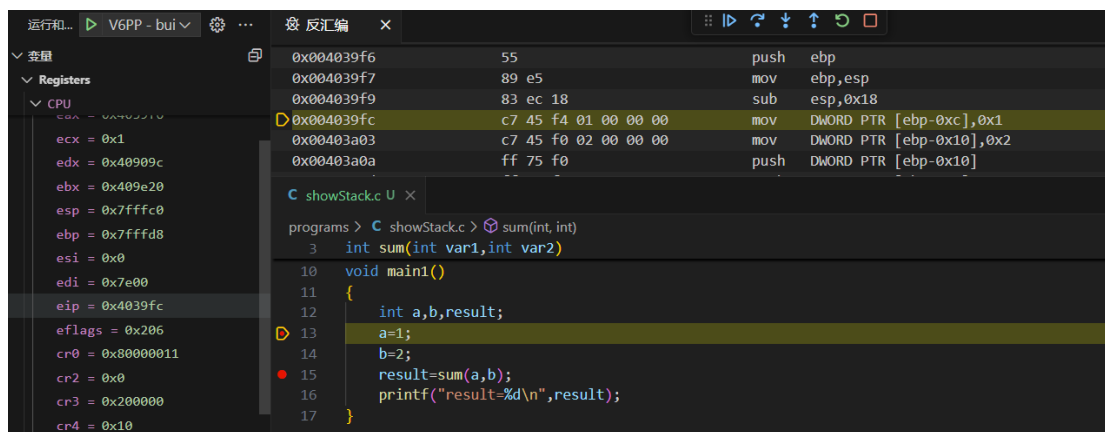 运行和... V6PP - bui ···
变量
Registers
CPU
ecx = 0x1
edx = 0x40909c
ebx = 0x409e20
esp = 0x7fffc0
ebp = 0x7fffd8
esi = 0x0
edi = 0x7e00
eip = 0x4039fc
eflags = 0x206
cr0 = 0x80000011
cr2 = 0x0
cr3 = 0x200000
cr4 = 0x10
反汇编 ×
0x004039f6 55 push ebp
0x004039f7 89 e5 mov ebp,esp
0x004039f9 83 ec 18 sub esp,0x18
0x004039fc c7 45 f4 01 00 00 00 mov DWORD PTR [ebp-0xc],0x1
0x00403a03 c7 45 f0 02 00 00 00 mov DWORD PTR [ebp-0x10],0x2
0x00403a0a ff 75 f0 push DWORD PTR [ebp-0x10]
C showStack.c U ×
programs > C showStack.c > sum(int, int)
3 int sum(int var1,int var2)
10 void main1()
11 {
12 int a,b,result;
13 a=1;
14 b=2;
15 result=sum(a,b);
16 printf("result=%d\n",result);
17 }